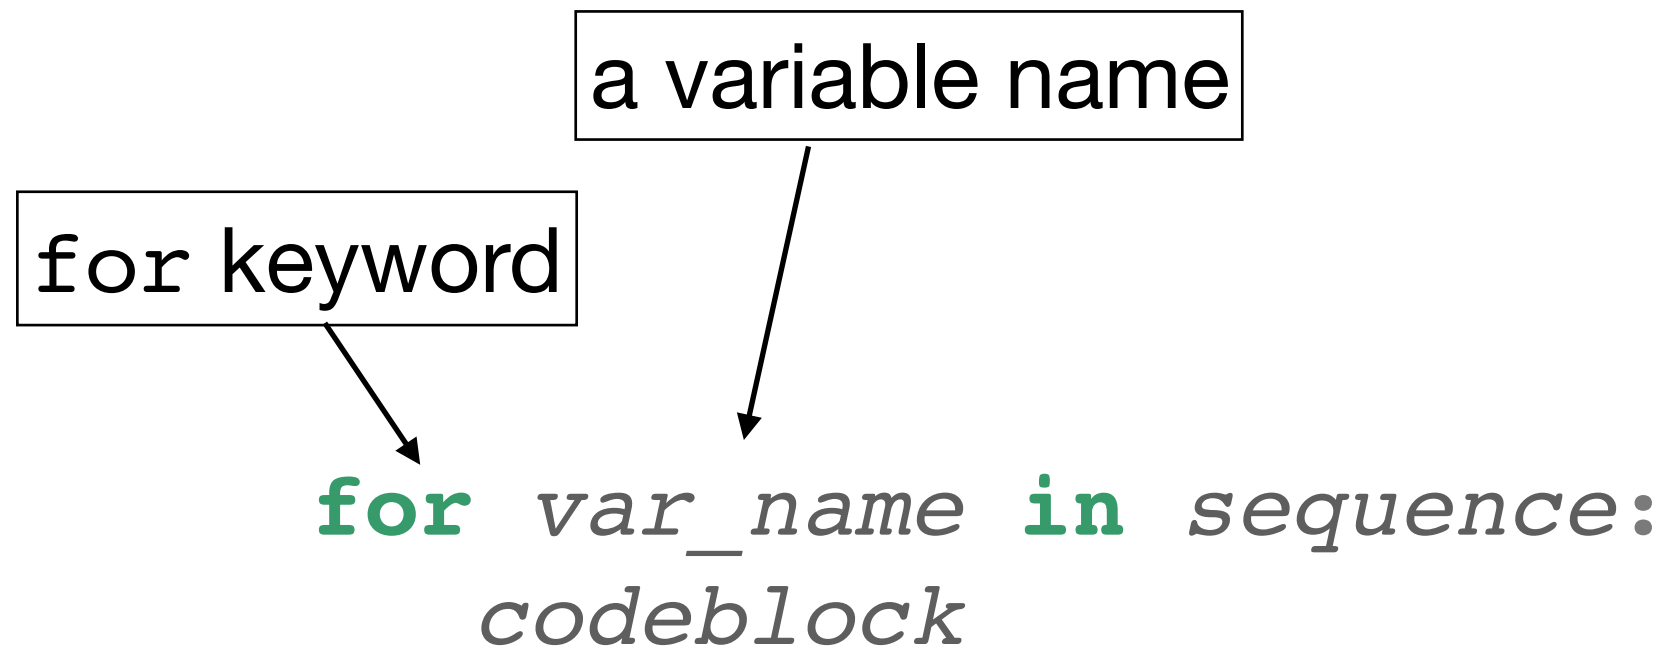 a variable name
for keyword
for var_name in sequence:
codeblock